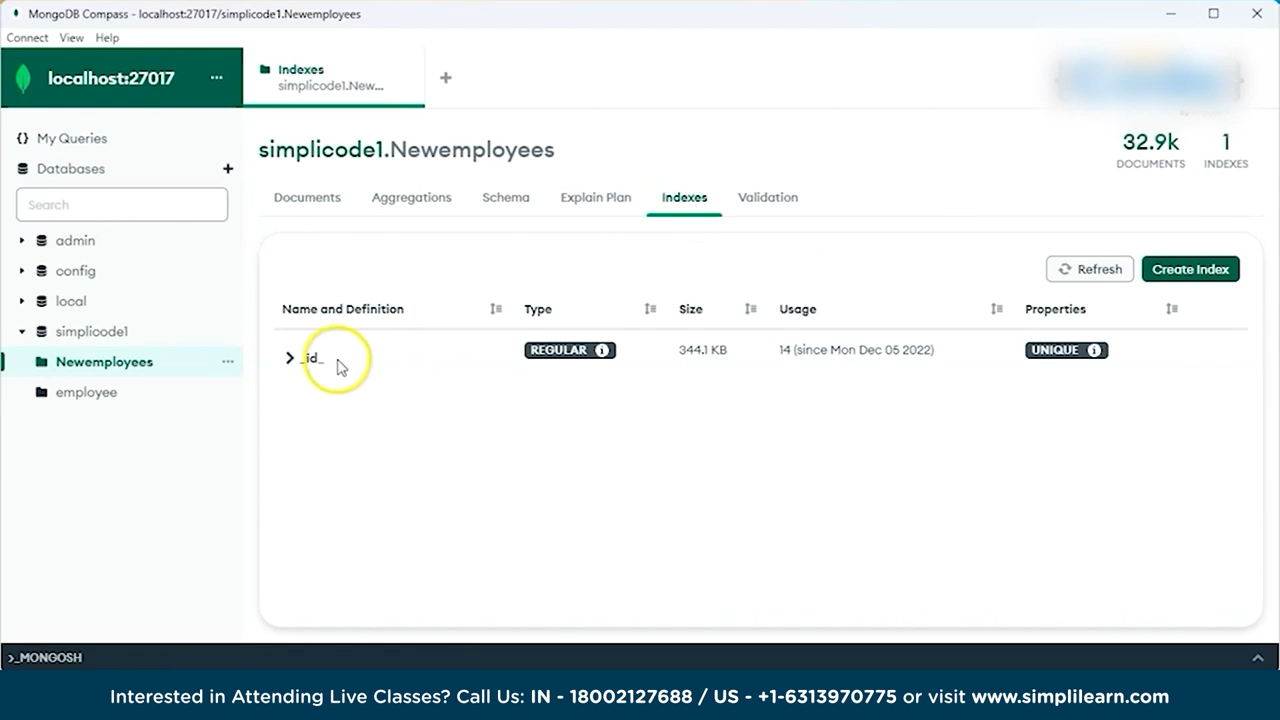 MongoDB Compass - localhost:27017/simplicode1.Newemployees
Connect View Help
localhost:27017 ...
Indexes
simplicode1.New...
+
{} My Queries
Databases +
Search
admin
config
local
simplicode1
Newemployees ...
employee
simplicode1.Newemployees
32.9k DOCUMENTS
1 INDEXES
Documents Aggregations Schema Explain Plan Indexes Validation
Refresh Create Index
Name and Definition Type Size Usage Properties
_id_ REGULAR 344.1 KB 14 (since Mon Dec 05 2022) UNIQUE
>_MONGOSH
Interested in Attending Live Classes? Call Us: IN - 18002127688 / US - +1-6313970775 or visit www.simplilearn.com